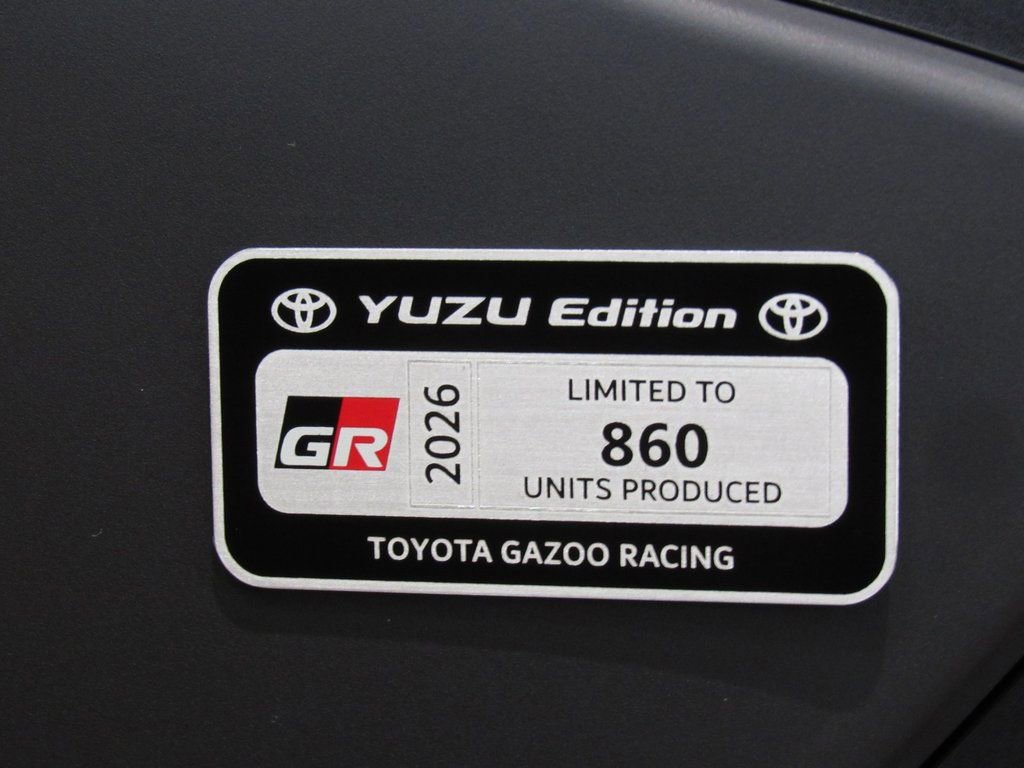 YUZU Edition
GR
2026
LIMITED TO
860
UNITS PRODUCED
TOYOTA GAZOO RACING